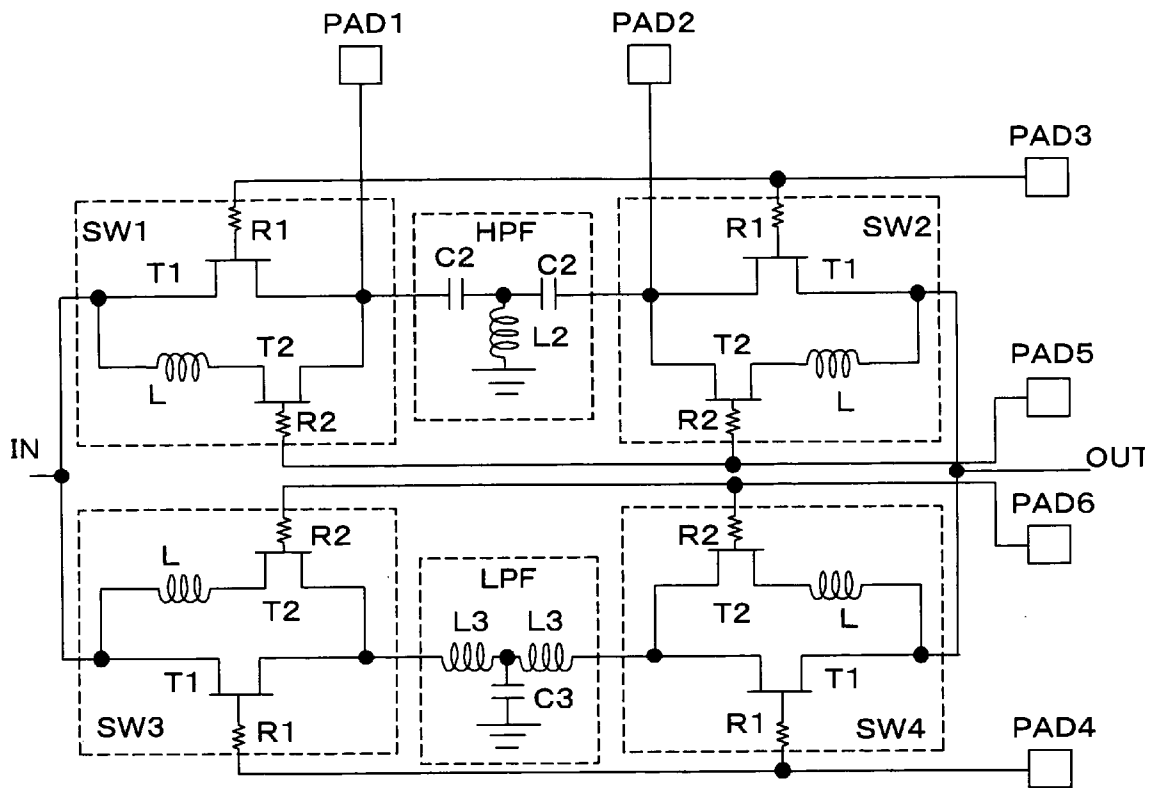 PAD1
PAD2
PAD3
SW1
R1
HPF
R1
SW2
C2
C2
T1
T1
L2
T2
T2
PAD5
L
R2
R2
L
IN
OUT
PAD6
R2
R2
L
LPF
L
T2
L3
L3
T2
T1
C3
T1
SW3
R1
R1
SW4
PAD4